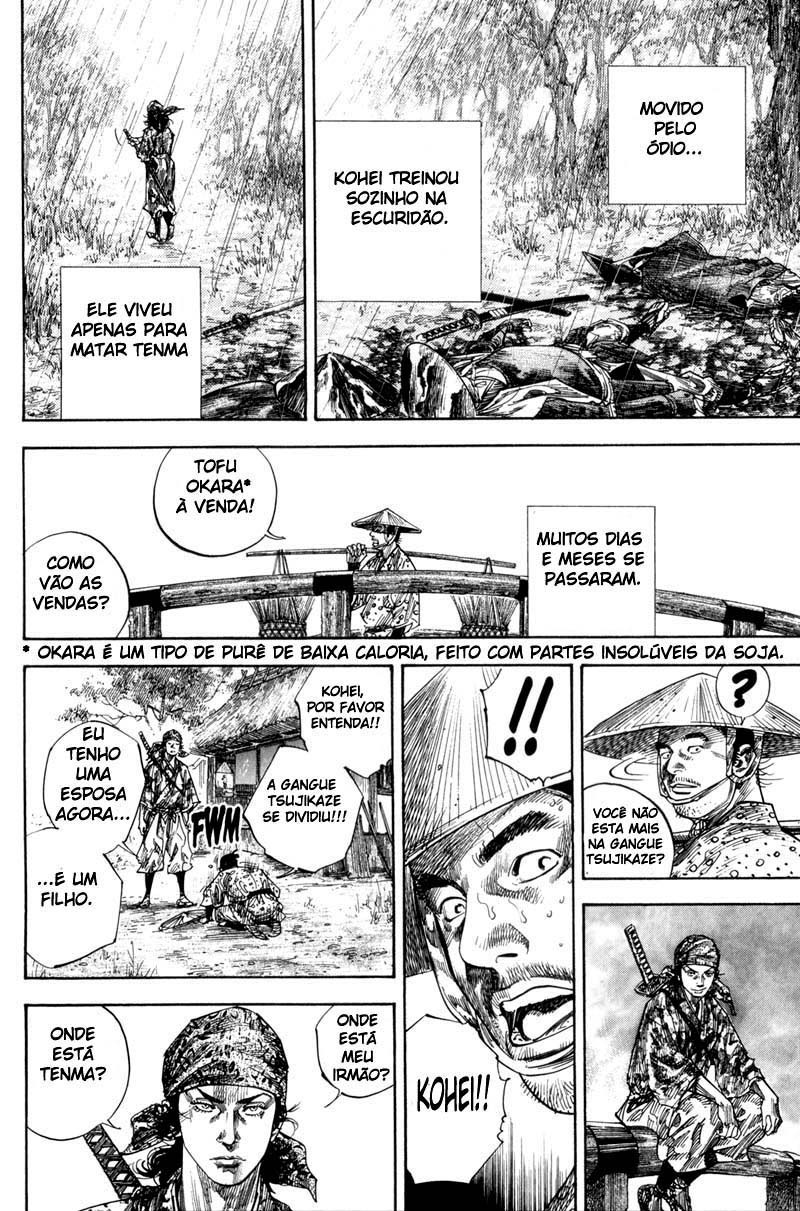 MOVIDO
PELO
ÓDIO...
KOHEI TREINOU
SOZINHO NA
ESCURIDÃO.
ELE VIVEU
APENAS PARA
MATAR TENMA
MUITOS DIAS
E MESES SE
PASSARAM.
TOFU
OKARA*
À VENDA!
COMO
VÃO AS
VENDAS?
* OKARA É UM TIPO DE PURÊ DE BAIXA CALORIA, FEITO COM PARTES INSOLÚVEIS DA SOJA.
?
VOCÊ NÃO
ESTA MAIS
NA GANGUE
TSUJIKAZE?
!!
KOHEI!!
KOHEI,
POR FAVOR
ENTENDA!!
A GANGUE
TSUJIKAZE
SE DIVIDIU!!!
FWM
EU
TENHO
UMA
ESPOSA
AGORA...
...E UM
FILHO.
ONDE
ESTÁ
MEU
IRMÃO?
ONDE
ESTÁ
TENMA?